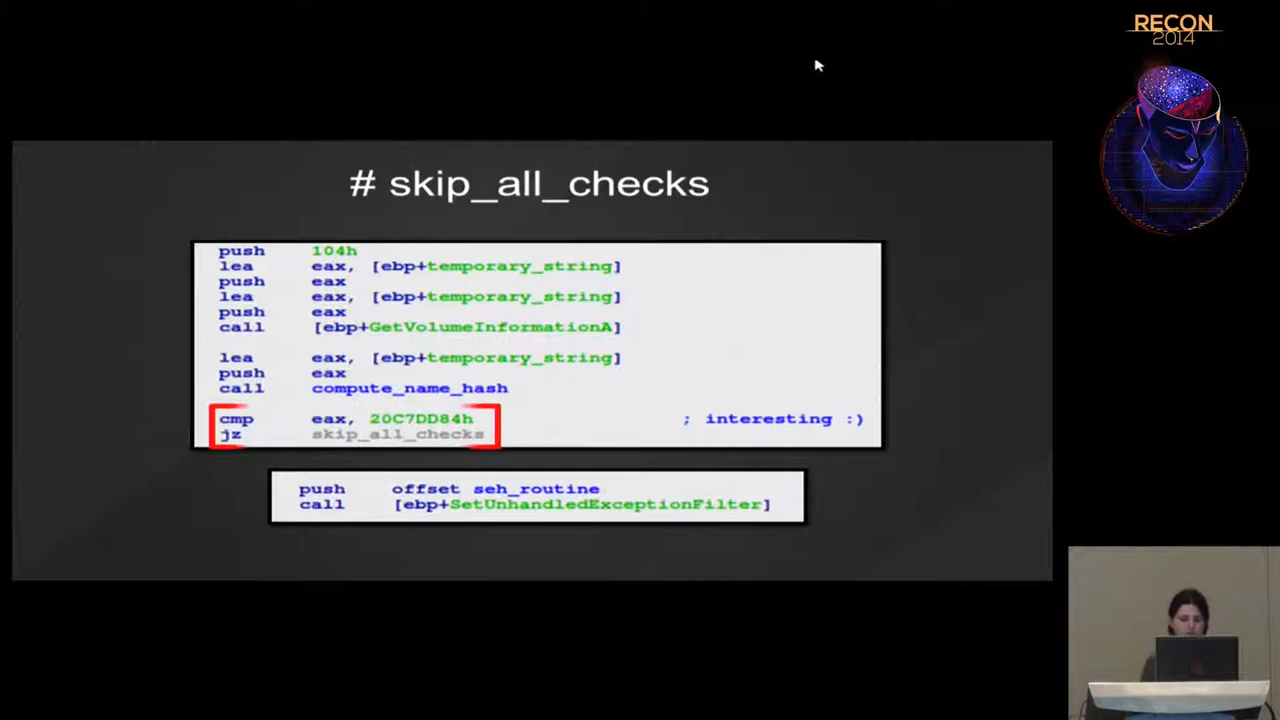 RECON
2014
# skip_all_checks
push 104h
lea eax, [ebp+temporary_string]
push eax
lea eax, [ebp+temporary_string]
push eax
call [ebp+GetVolumeInformationA]
lea eax, [ebp+temporary_string]
push eax
call compute_name_hash
cmp eax, 20C7DD84h ; interesting :)
jz skip_all_checks
push offset seh_routine
call [ebp+SetUnhandledExceptionFilter]